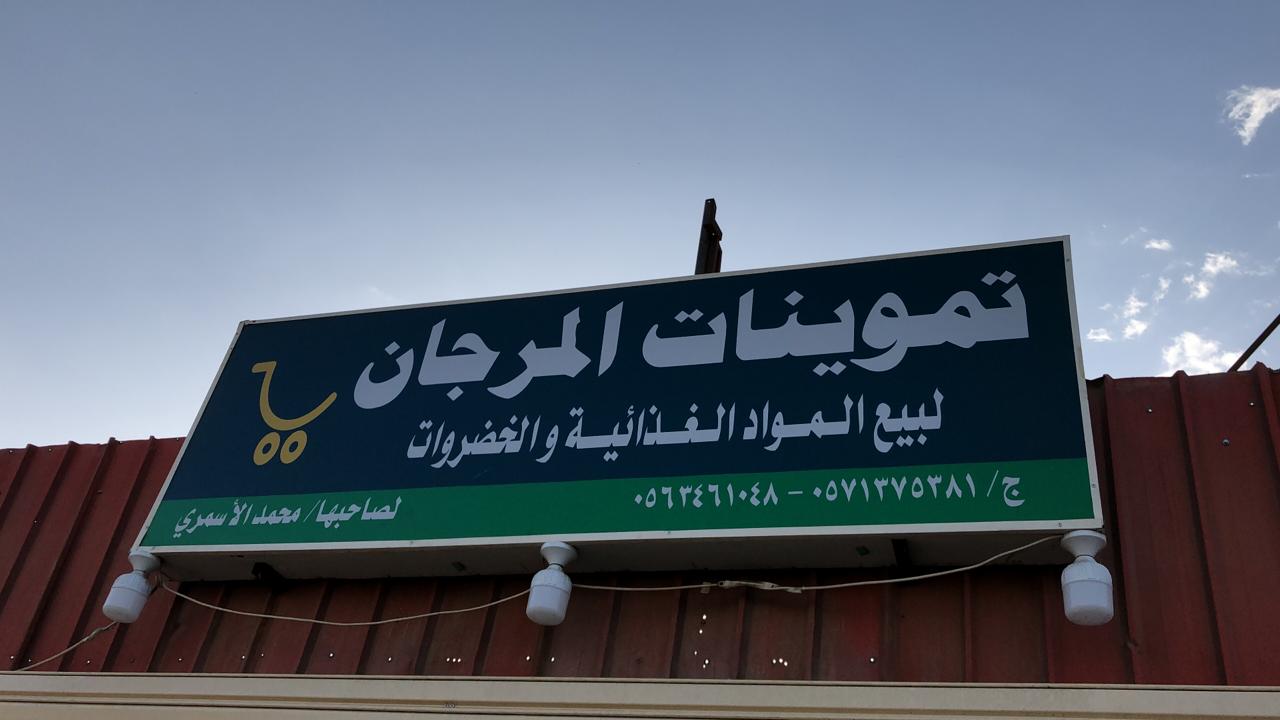 تموينات المرجان
لبيع المواد الغذائية والخضروات
ج/ ٠٥٧١٣٧٥٣٨١ - ٠٥٦٣٤٦١٠٤٨
لصاحبها/ محمد الأسمري